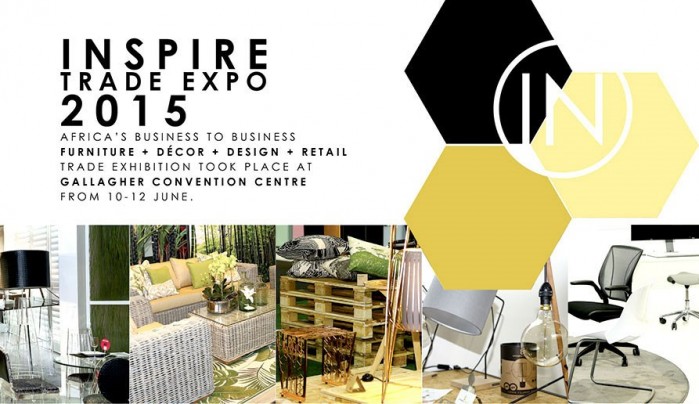 INSPIRE
TRADE EXPO
2015
AFRICA'S BUSINESS TO BUSINESS
FURNITURE + DÉCOR + DESIGN + RETAIL
TRADE EXHIBITION TOOK PLACE AT
GALLAGHER CONVENTION CENTRE
FROM 10-12 JUNE.
IN